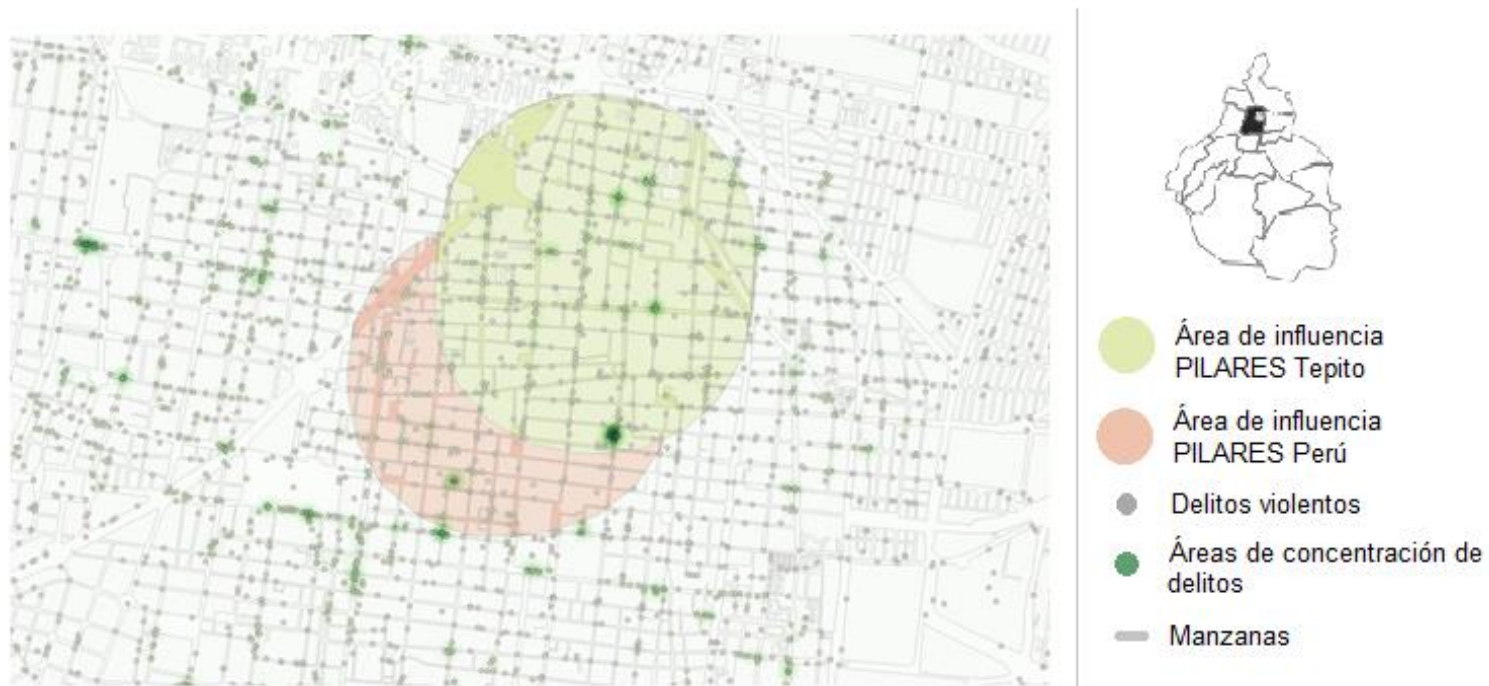 Área de influencia
PILARES Tepito
Área de influencia
PILARES Perú
Delitos violentos
Áreas de concentración de
delitos
Manzanas